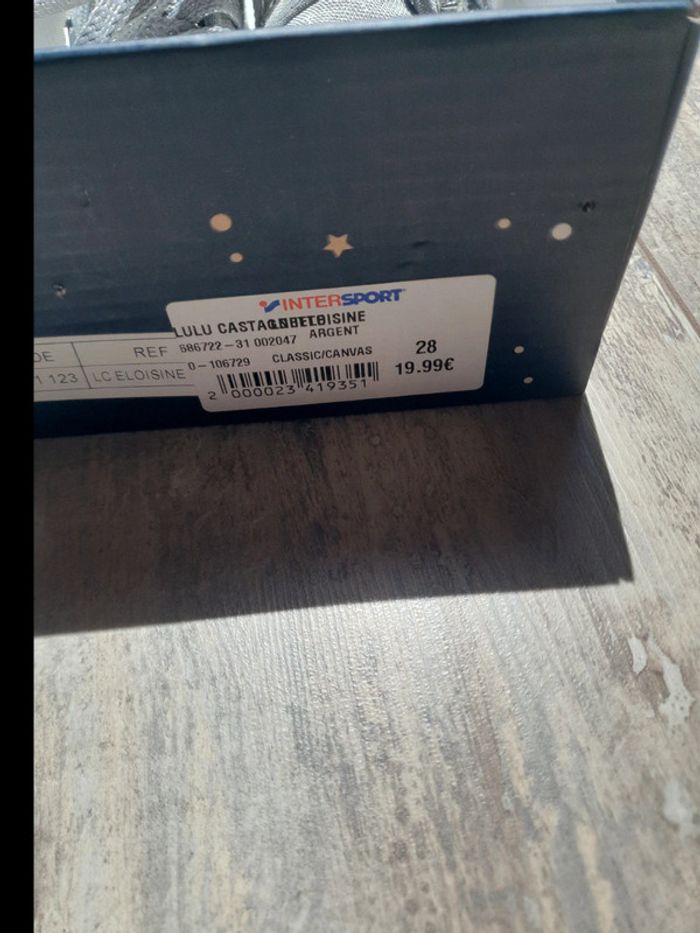 INTERSPORT
LULU CASTAGNETTE LC ELOISINE
686722-31 002047 ARGENT
0-106729 CLASSIC/CANVAS 28
19.99€
2 000023 419351
DE REF
1 123 LC ELOISINE